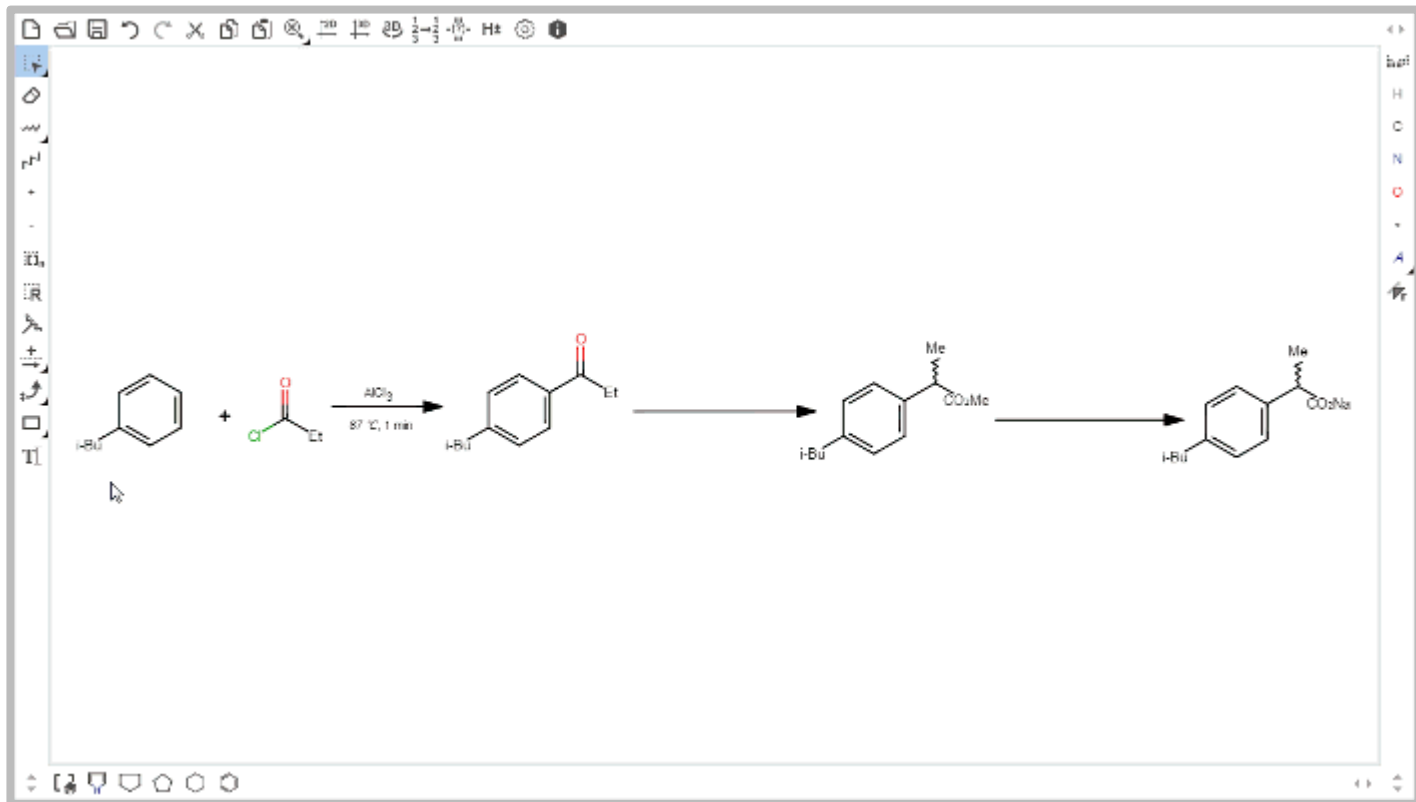 H±
H
C
N
O
A
R
T
O
Me
Me
O
AlCl3
Et
CO2Me
CO2Na
Cl
Et
87 °C, 1 min
i-Bu
i-Bu
i-Bu
i-Bu